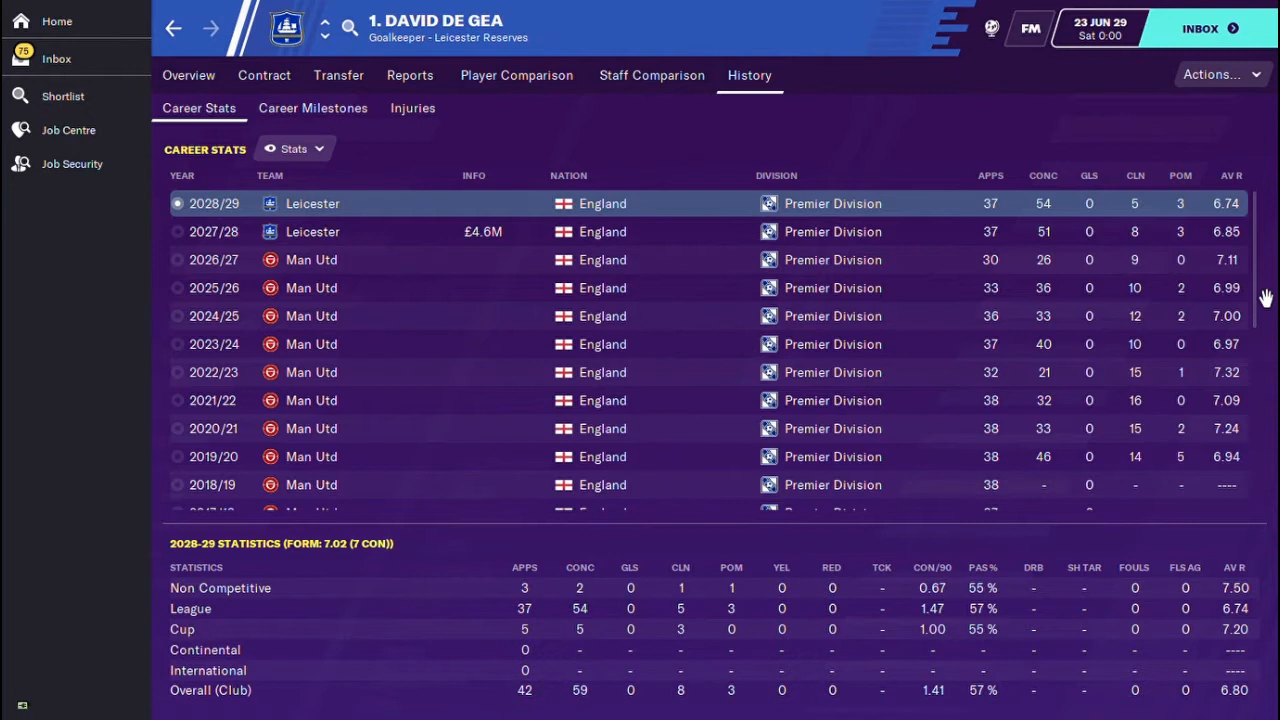 Home
75
Inbox
Shortlist
Job Centre
Job Security
1. DAVID DE GEA
Goalkeeper - Leicester Reserves
FM
23 JUN 29
Sat 0:00
INBOX
Overview Contract Transfer Reports Player Comparison Staff Comparison History
Actions...
Career Stats Career Milestones Injuries
CAREER STATS Stats
YEAR TEAM INFO NATION DIVISION APPS CONC GLS CLN POM AV R
2028/29 Leicester England Premier Division 37 54 0 5 3 6.74
2027/28 Leicester £4.6M England Premier Division 37 51 0 8 3 6.85
2026/27 Man Utd England Premier Division 30 26 0 9 0 7.11
2025/26 Man Utd England Premier Division 33 36 0 10 2 6.99
2024/25 Man Utd England Premier Division 36 33 0 12 2 7.00
2023/24 Man Utd England Premier Division 37 40 0 10 0 6.97
2022/23 Man Utd England Premier Division 32 21 0 15 1 7.32
2021/22 Man Utd England Premier Division 38 32 0 16 0 7.09
2020/21 Man Utd England Premier Division 38 33 0 15 2 7.24
2019/20 Man Utd England Premier Division 38 46 0 14 5 6.94
2018/19 Man Utd England Premier Division 38 - 0 - - ----
2028-29 STATISTICS (FORM: 7.02 (7 CON))
STATISTICS APPS CONC GLS CLN POM YEL RED TCK CON/90 PAS% DRB SH TAR FOULS FLS AG AV R
Non Competitive 3 2 0 1 1 0 0 - 0.67 55 % - - 0 0 7.50
League 37 54 0 5 3 0 0 - 1.47 57 % - - 0 0 6.74
Cup 5 5 0 3 0 0 0 - 1.00 55 % - - 0 0 7.20
Continental 0 - - - - - - - - - - - - - ----
International 0 - - - - - - - - - - - - - ----
Overall (Club) 42 59 0 8 3 0 0 - 1.41 57 % - - 0 0 6.80